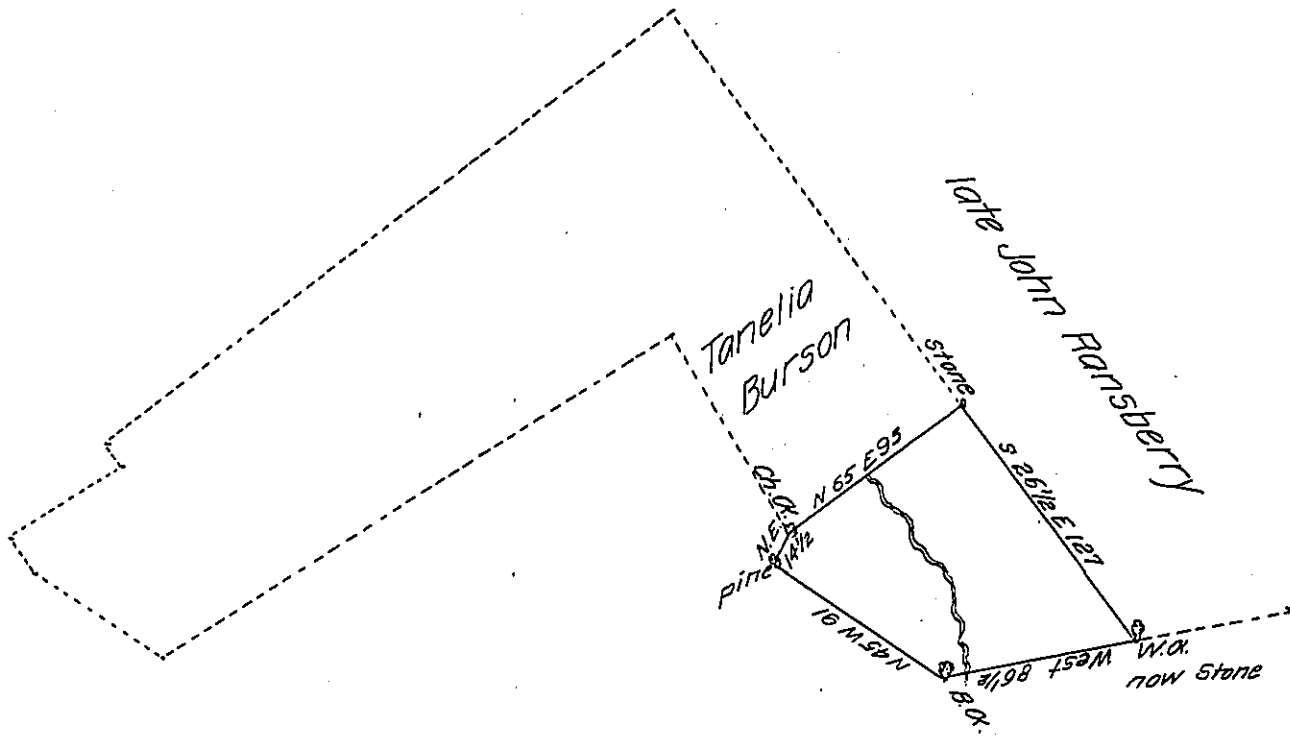 late John Ransberry
Tanelia
Burson
Stone
N 65 E 95
S 26 1/2 E 127
Ch. O.
N.E.
14 1/2
pine
N 45 W 91
West 86 1/2
W.O.
now Stone
B.O.